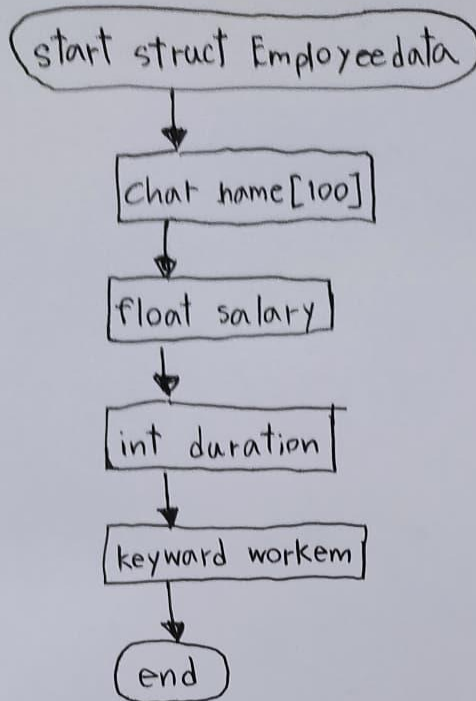 start struct Employeedata
Char name[100]
float salary
int duration
keyward workem
end